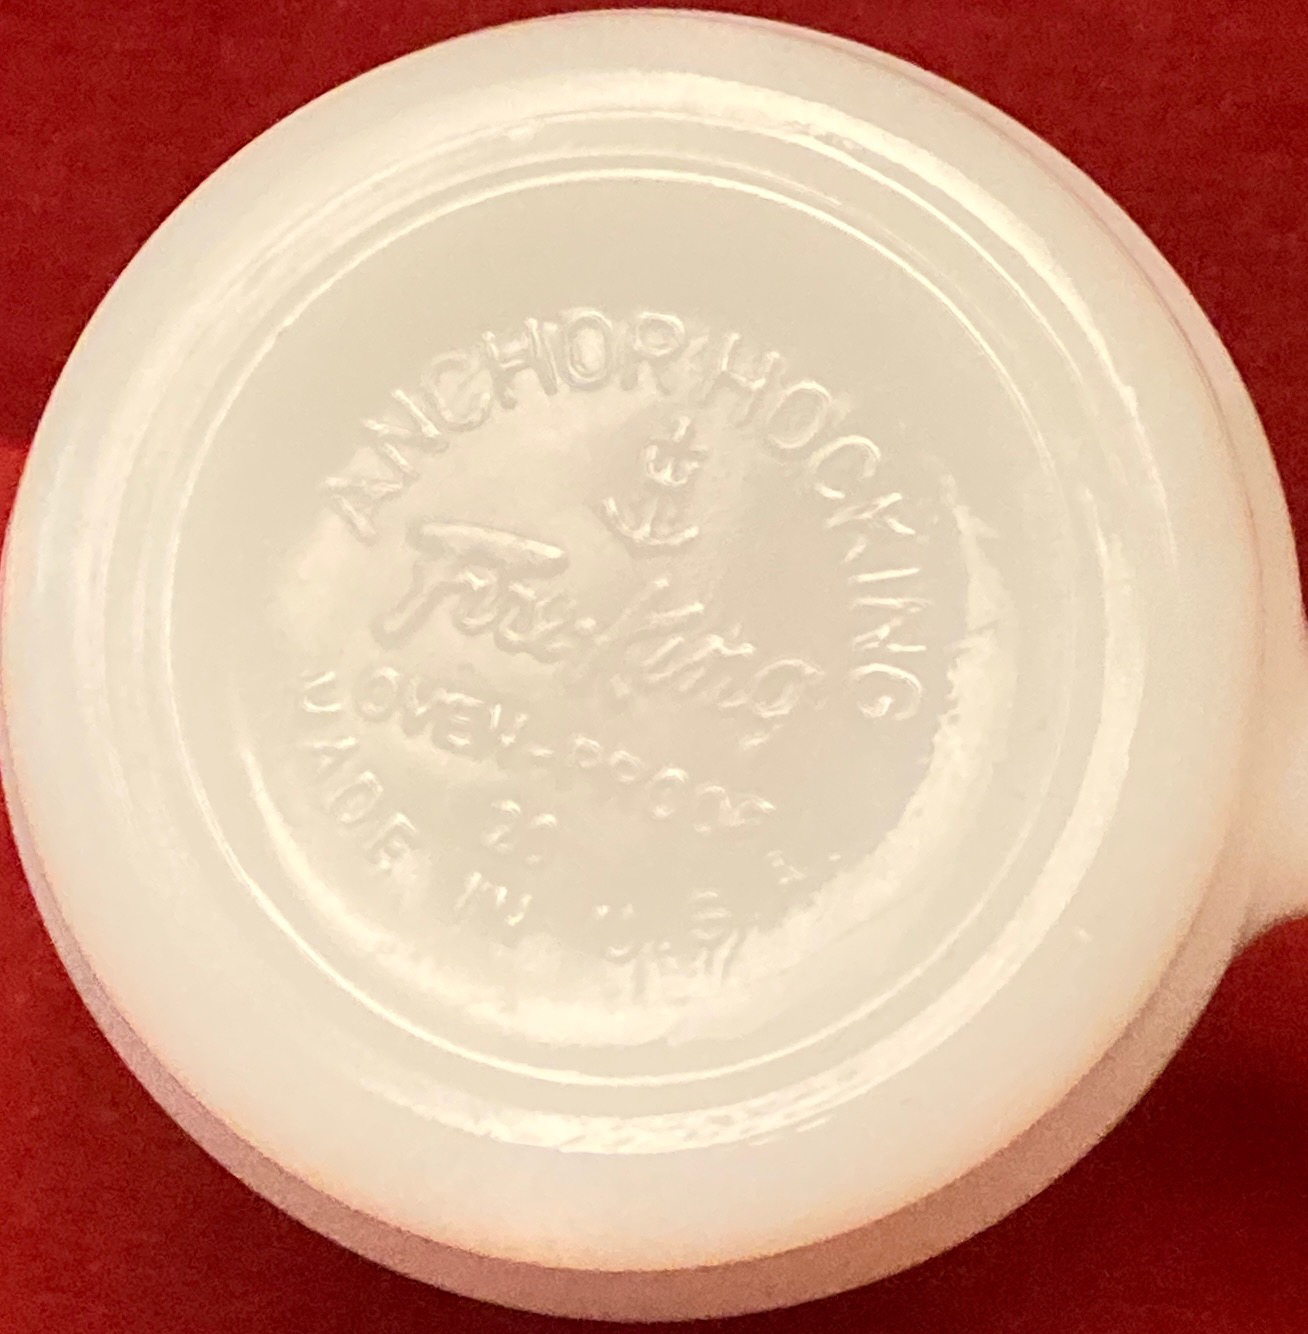 ANCHOR HOCKING
Fire-King
OVEN-PROOF
MADE IN U.S.A.